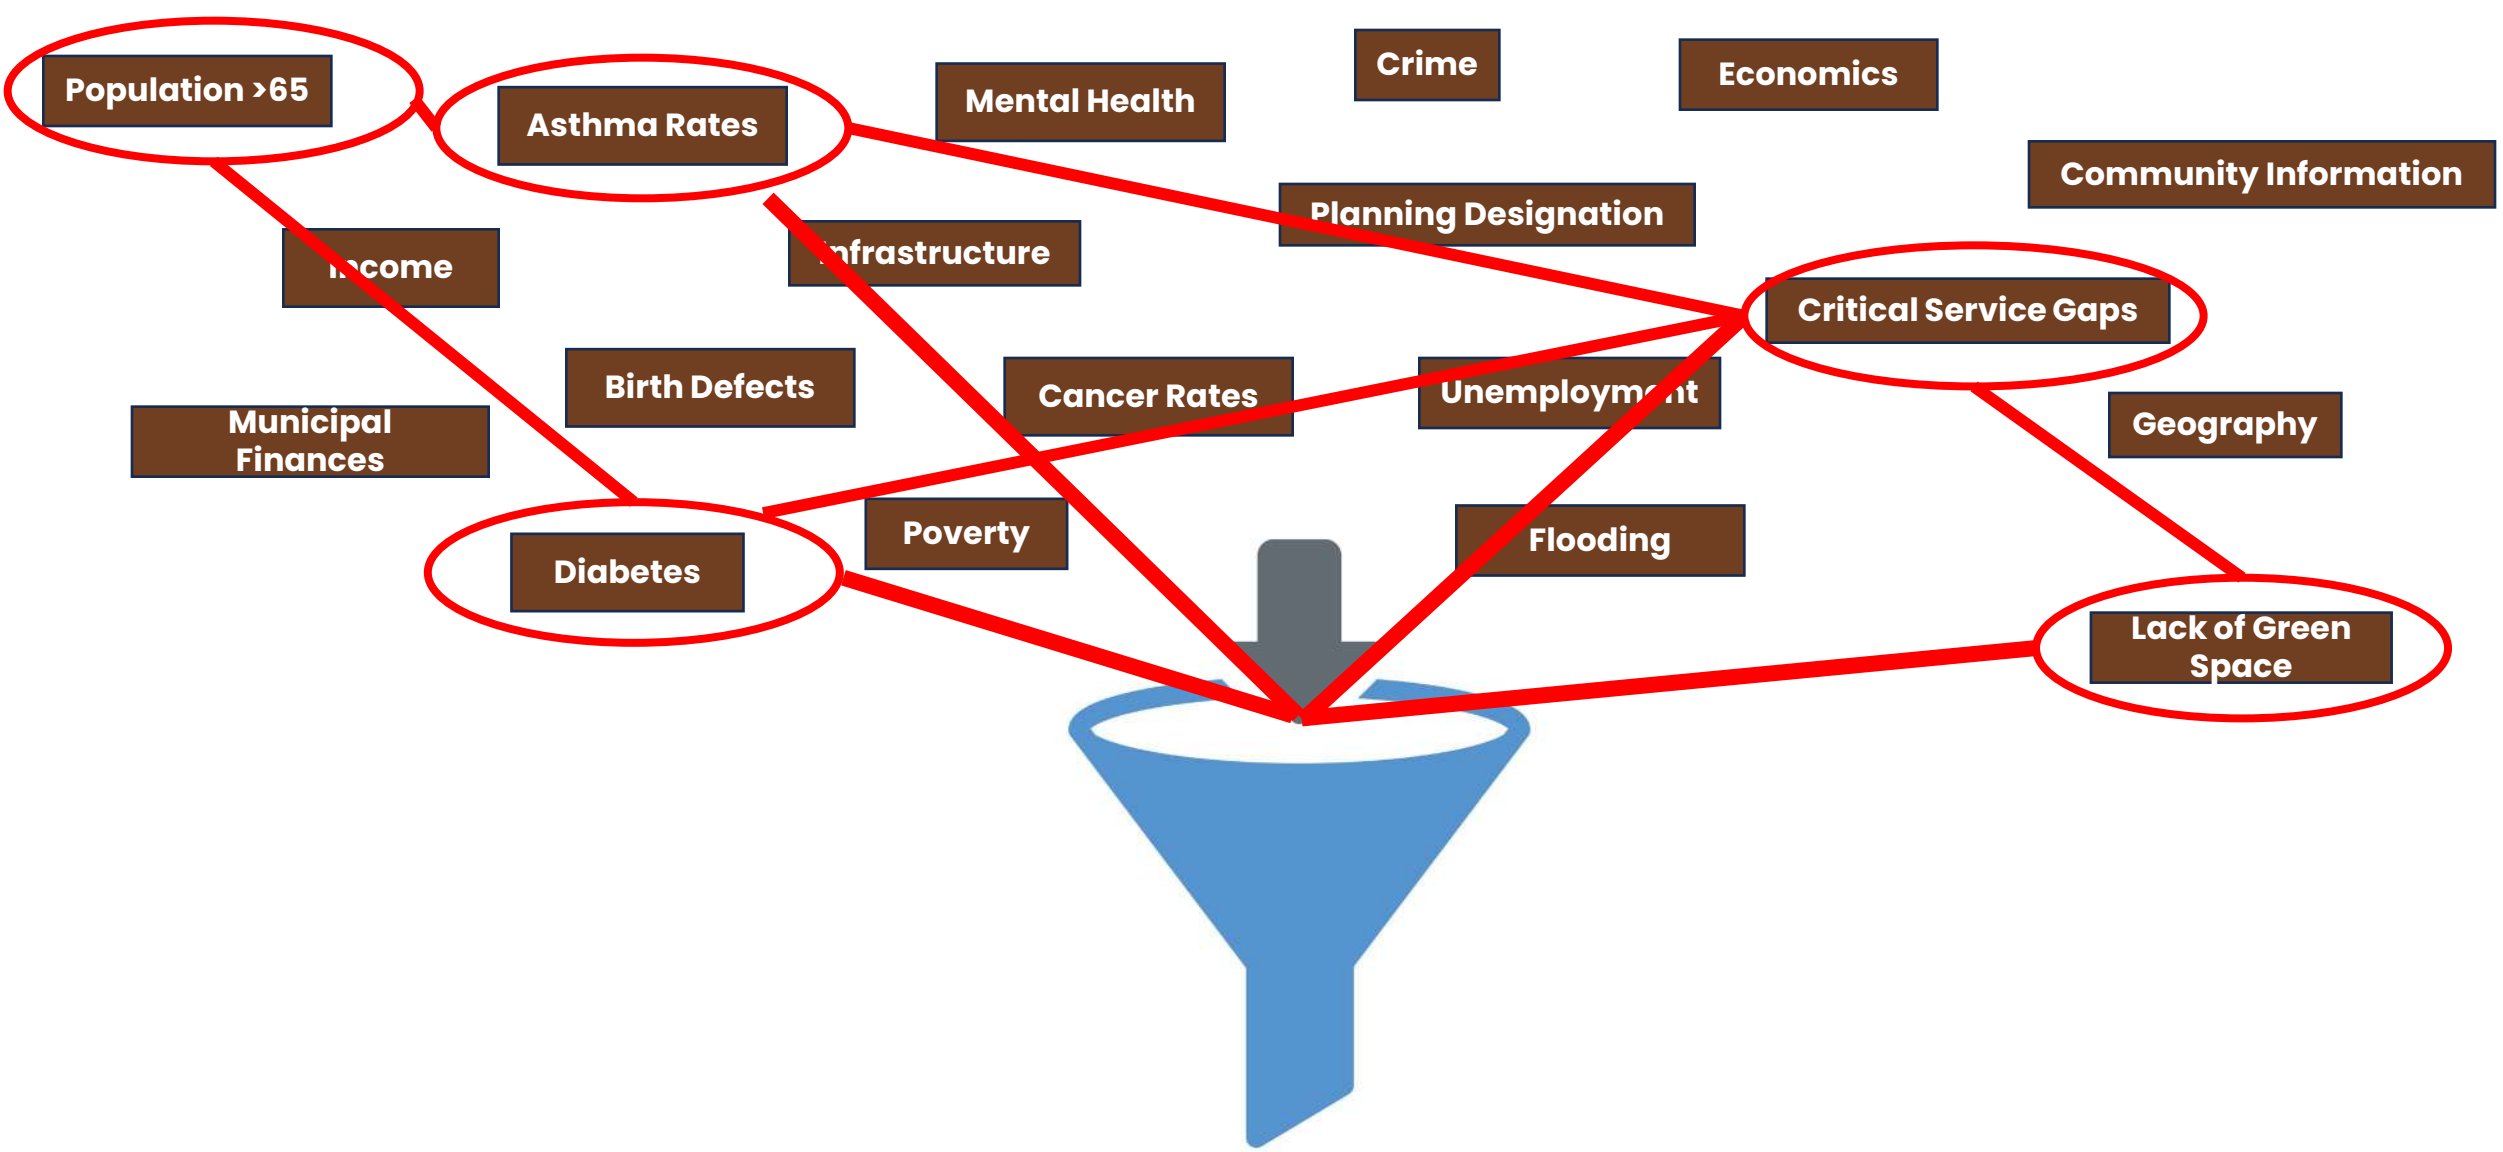 Population >65
Asthma Rates
Mental Health
Crime
Economics
Community Information
Income
Infrastructure
Planning Designation
Critical Service Gaps
Birth Defects
Cancer Rates
Unemployment
Municipal
Finances
Geography
Diabetes
Poverty
Flooding
Lack of Green
Space